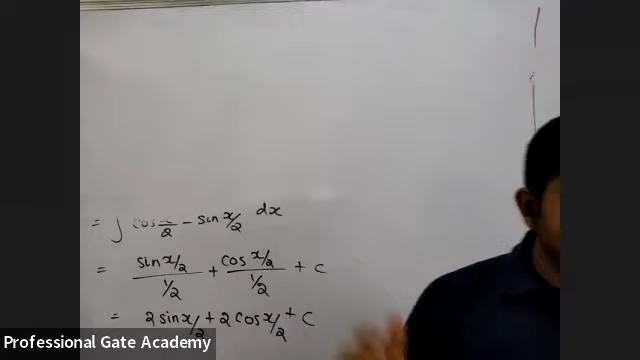 = ∫ cos x/2 - sin x/2 dx
= sin x/2 / 1/2 + cos x/2 / 1/2 + c
= 2 sin x/2 + 2 cos x/2 + c
Professional Gate Academy